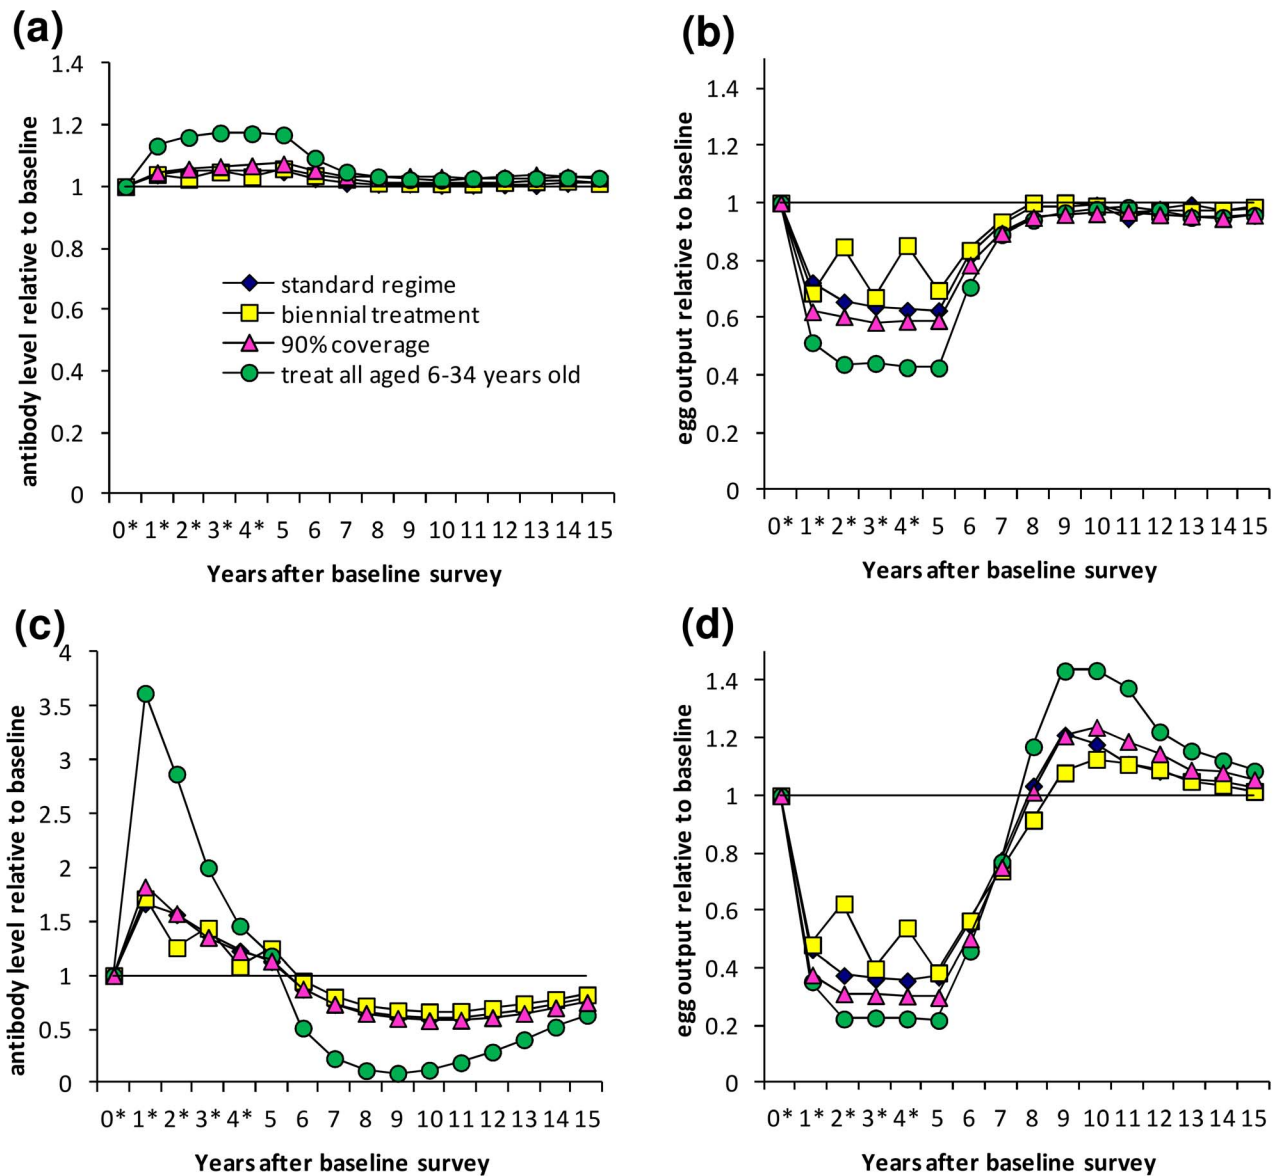 (a)
antibody level relative to baseline
1.4
1.2
1
0.8
0.6
0.4
0.2
0
standard regime
biennial treatment
90% coverage
treat all aged 6-34 years old
0* 1* 2* 3* 4* 5 6 7 8 9 10 11 12 13 14 15
Years after baseline survey
(b)
egg output relative to baseline
1.4
1.2
1
0.8
0.6
0.4
0.2
0
0* 1* 2* 3* 4* 5 6 7 8 9 10 11 12 13 14 15
Years after baseline survey
(c)
antibody level relative to baseline
4
3.5
3
2.5
2
1.5
1
0.5
0
0* 1* 2* 3* 4* 5 6 7 8 9 10 11 12 13 14 15
Years after baseline survey
(d)
egg output relative to baseline
1.4
1.2
1
0.8
0.6
0.4
0.2
0
0* 1* 2* 3* 4* 5 6 7 8 9 10 11 12 13 14 15
Years after baseline survey